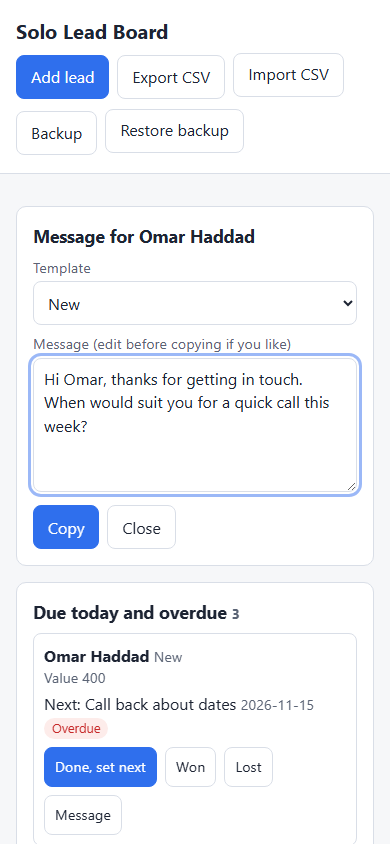 Solo Lead Board
Add lead
Export CSV
Import CSV
Backup
Restore backup
Message for Omar Haddad
Template
New
Message (edit before copying if you like)
Hi Omar, thanks for getting in touch.
When would suit you for a quick call this
week?
Copy
Close
Due today and overdue 3
Omar Haddad New
Value 400
Next: Call back about dates 2026-11-15
Overdue
Done, set next
Won
Lost
Message